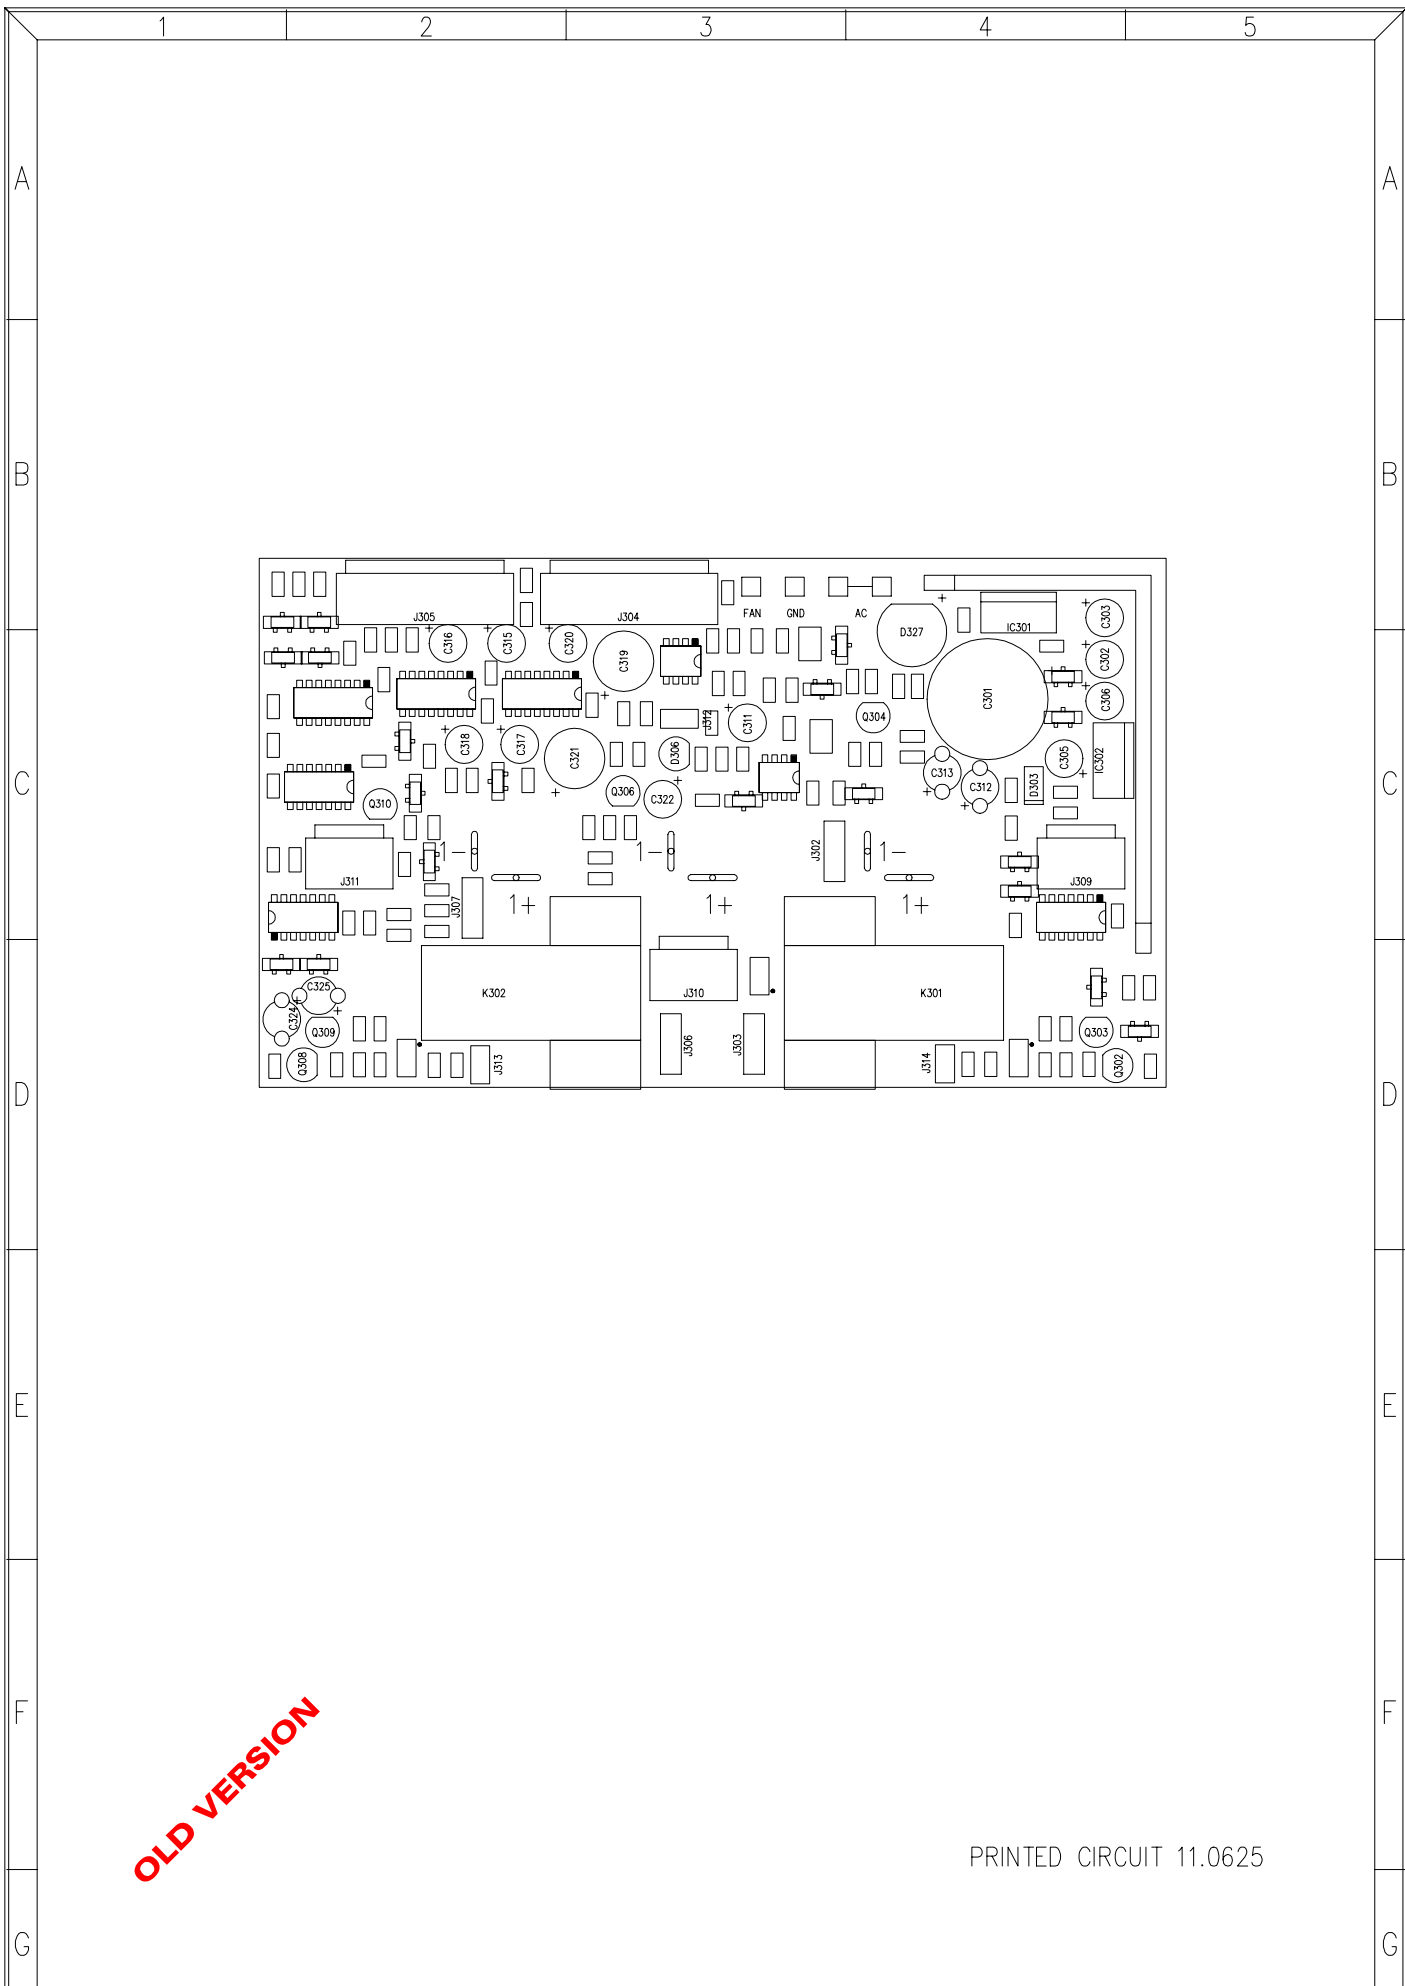 1 2 3 4 5
A A
B B
J305 J304 FAN GND AC IC301 C303
C316 C315 C320 C319 D327 C302
C301 C306
J312 C311 Q304
C318 C317 C321 D306 C305 IC302
C C
C313 C312 D303
Q310 Q306 C322
1- 1- J302 1-
J311 J309
J307 1+ 1+ 1+
C325 K302 J310 K301
C324 Q309 Q303
Q308 J313 J306 J303 J314 Q302
D D
E E
F F
OLD VERSION
PRINTED CIRCUIT 11.0625
G G